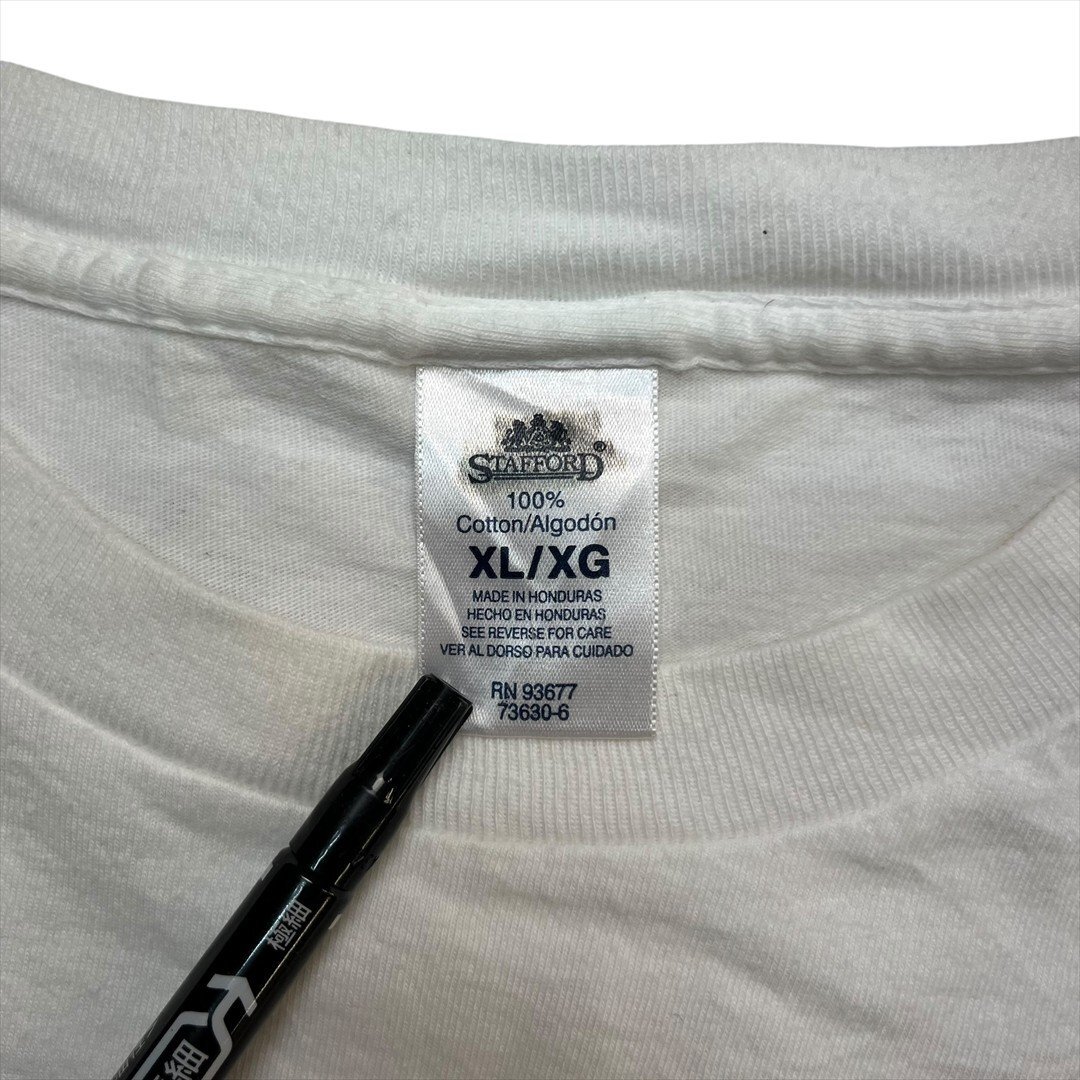 STAFFORD®
100%
Cotton/Algodón
XL/XG
MADE IN HONDURAS
HECHO EN HONDURAS
SEE REVERSE FOR CARE
VER AL DORSO PARA CUIDADO
RN 93677
73630-6
極細
細